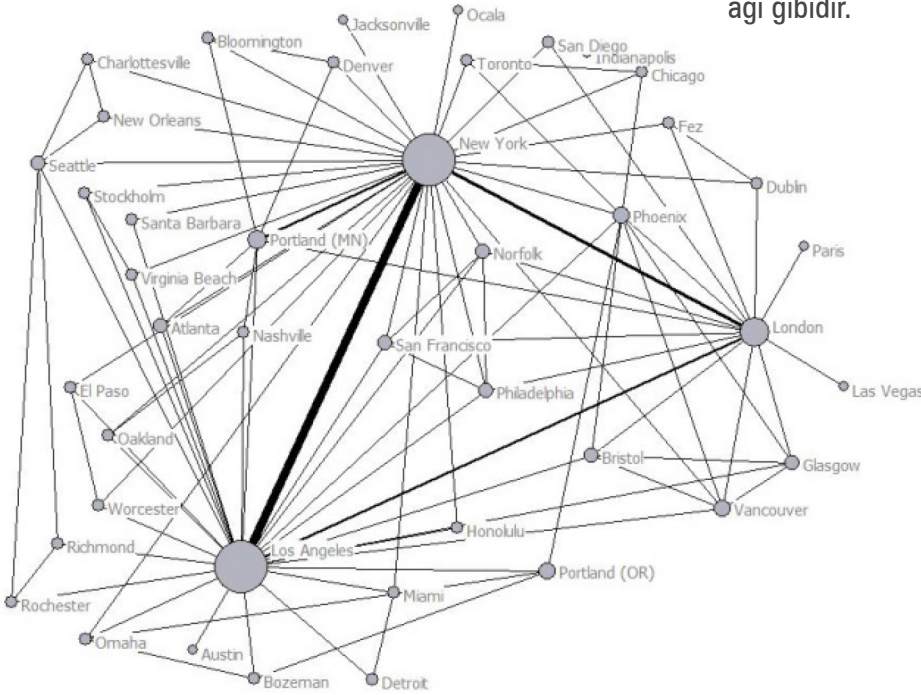 ağı gibidir.
Ocala
Jacksonville
Bloomington
San Diego
Indianapolis
Charlottesville
Denver
Toronto
Chicago
New Orleans
Fez
New York
Seattle
Dublin
Stockholm
Santa Barbara
Phoenix
Portland (MN)
Norfolk
Paris
Virginia Beach
Atlanta
Nashville
London
San Francisco
El Paso
Philadelphia
Las Vegas
Oakland
Bristol
Glasgow
Worcester
Vancouver
Honolulu
Richmond
Los Angeles
Portland (OR)
Rochester
Miami
Omaha
Austin
Bozeman
Detroit